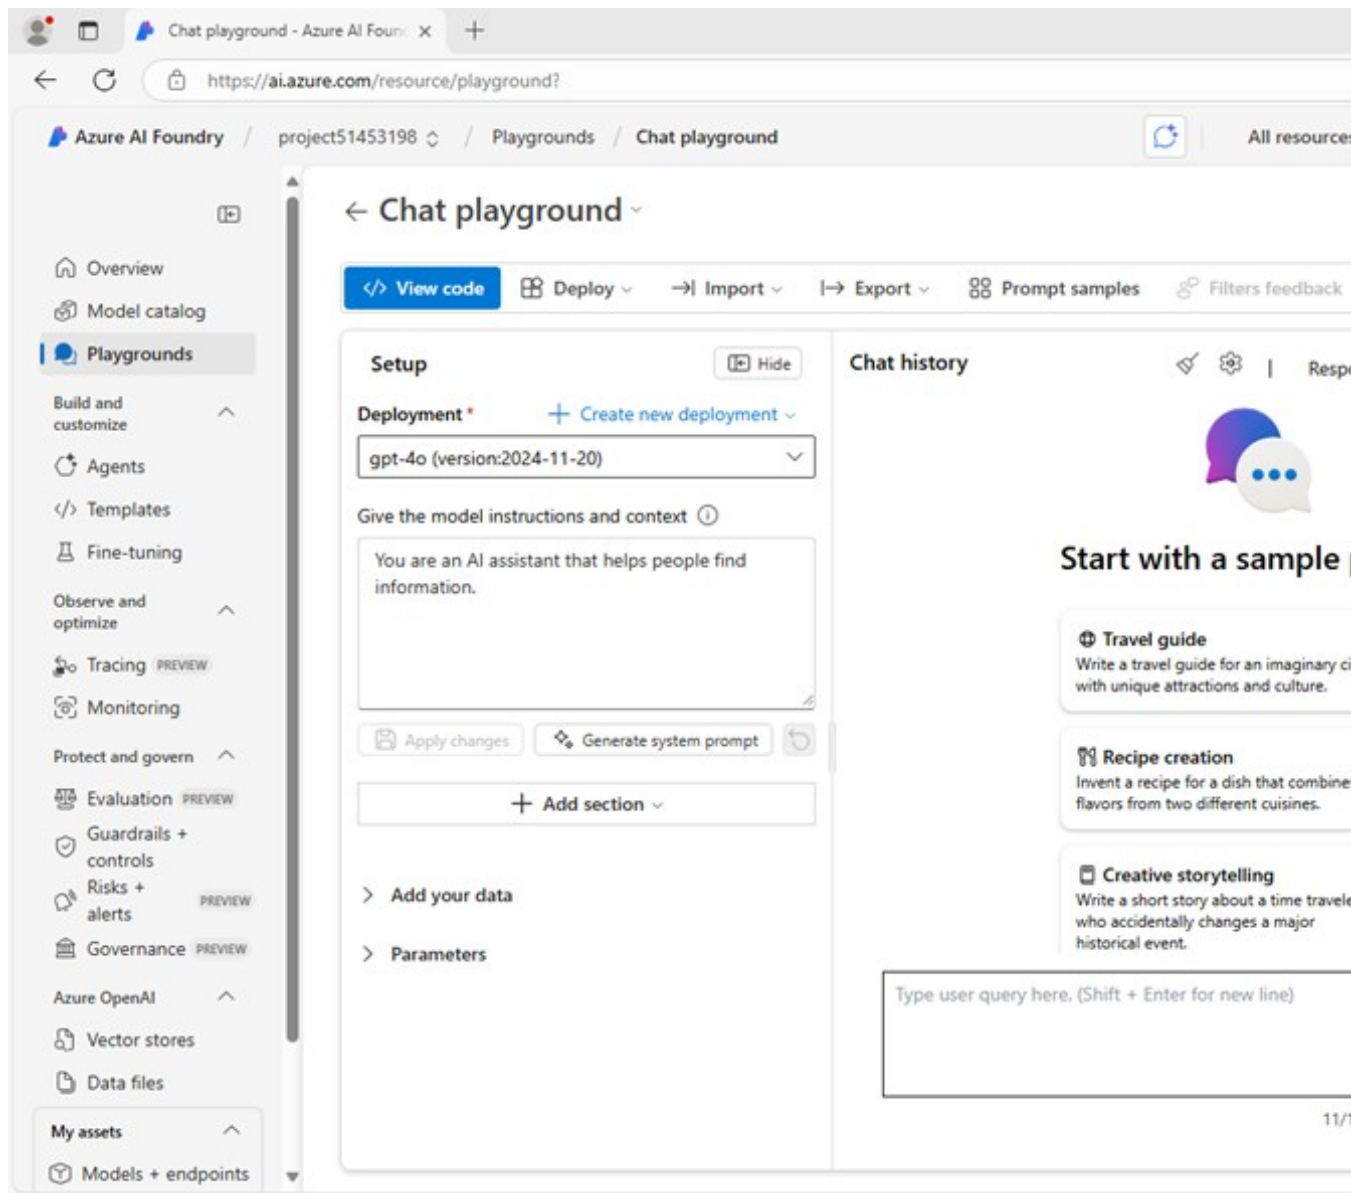 Chat playground - Azure AI Foun
https://ai.azure.com/resource/playground?
Azure AI Foundry / project51453198 / Playgrounds / Chat playground
All resources
Chat playground
Overview
Model catalog
Playgrounds
Build and
customize
Agents
Templates
Fine-tuning
Observe and
optimize
Tracing PREVIEW
Monitoring
Protect and govern
Evaluation PREVIEW
Guardrails +
controls
Risks +
alerts PREVIEW
Governance PREVIEW
Azure OpenAI
Vector stores
Data files
My assets
Models + endpoints
</> View code Deploy Import Export Prompt samples Filters feedback
Setup Hide
Deployment * + Create new deployment
gpt-4o (version:2024-11-20)
Give the model instructions and context
You are an AI assistant that helps people find
information.
Apply changes Generate system prompt
+ Add section
Add your data
Parameters
Chat history
Respo
Start with a sample
Travel guide
Write a travel guide for an imaginary ci
with unique attractions and culture.
Recipe creation
Invent a recipe for a dish that combines
flavors from two different cuisines.
Creative storytelling
Write a short story about a time travele
who accidentally changes a major
historical event.
Type user query here. (Shift + Enter for new line)
11/1